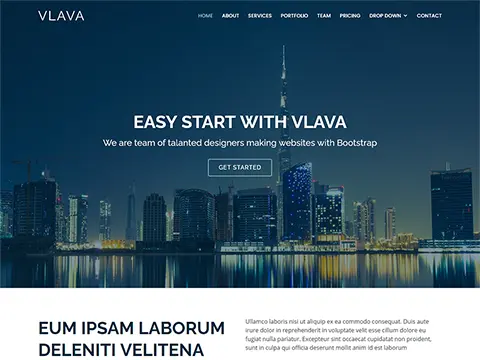 VLAVA
HOME ABOUT SERVICES PORTFOLIO TEAM PRICING DROP DOWN CONTACT
EASY START WITH VLAVA
We are team of talanted designers making websites with Bootstrap
GET STARTED
EUM IPSAM LABORUM
DELENITI VELITENA
Ullamco laboris nisi ut aliquip ex ea commodo consequat. Duis aute
irure dolor in reprehenderit in voluptate velit esse cillum dolore eu
fugiat nulla pariatur. Excepteur sint occaecat cupidatat non proident,
sunt in culpa qui officia deserunt mollit anim id est laborum